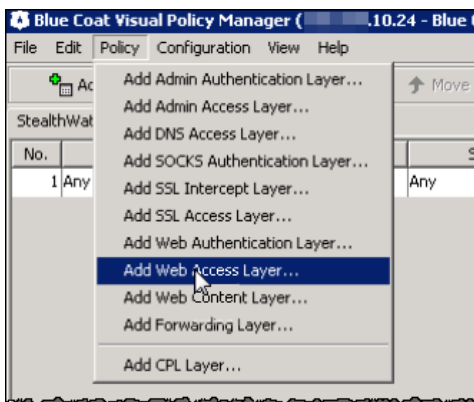 Blue Coat Visual Policy Manager ( .10.24 - Blue
File Edit Policy Configuration View Help
Move
No.
1 Any Any
Add Admin Authentication Layer...
Add Admin Access Layer...
Add DNS Access Layer...
Add SOCKS Authentication Layer...
Add SSL Intercept Layer...
Add SSL Access Layer...
Add Web Authentication Layer...
Add Web Access Layer...
Add Web Content Layer...
Add Forwarding Layer...
Add CPL Layer...